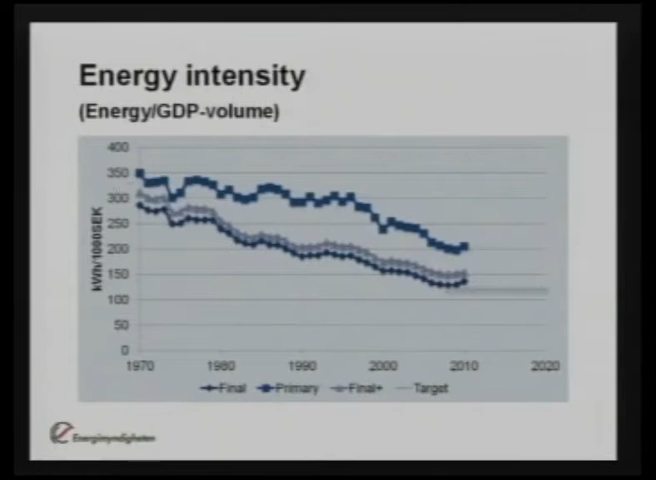 Energy intensity
(Energy/GDP-volume)
400
350
300
250
200
150
100
50
0
kWh/1000SEK
1970 1980 1990 2000 2010 2020
Final Primary Final+ Target
Energimyndigheten